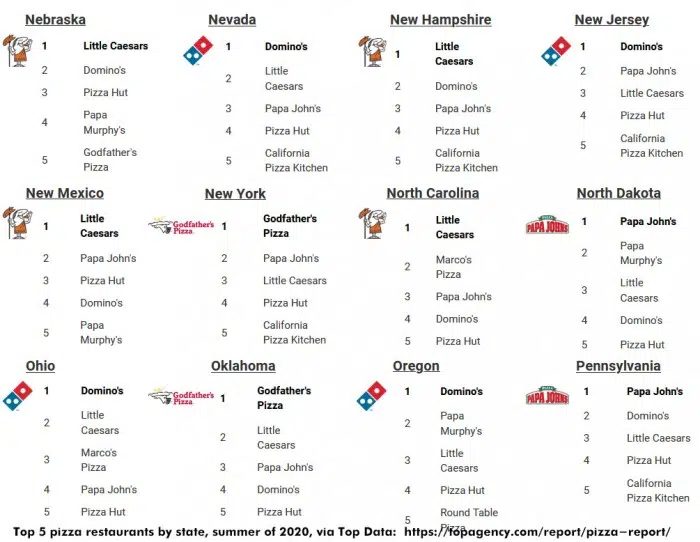 Nebraska
1 Little Caesars
2 Domino's
3 Pizza Hut
4 Papa
Murphy's
5 Godfather's
Pizza
Nevada
1 Domino's
2 Little
Caesars
3 Papa John's
4 Pizza Hut
5 California
Pizza Kitchen
New Hampshire
1 Little
Caesars
2 Domino's
3 Papa John's
4 Pizza Hut
5 California
Pizza Kitchen
New Jersey
1 Domino's
2 Papa John's
3 Little Caesars
4 Pizza Hut
5 California
Pizza Kitchen
New Mexico
1 Little
Caesars
2 Papa John's
3 Pizza Hut
4 Domino's
5 Papa
Murphy's
New York
Godfather's
Pizza
1 Godfather's
Pizza
2 Papa John's
3 Little Caesars
4 Pizza Hut
5 California
Pizza Kitchen
North Carolina
1 Little
Caesars
2 Marco's
Pizza
3 Papa John's
4 Domino's
5 Pizza Hut
North Dakota
PAPA JOHNS
1 Papa John's
2 Papa
Murphy's
3 Little
Caesars
4 Domino's
5 Pizza Hut
Ohio
1 Domino's
2 Little
Caesars
3 Marco's
Pizza
4 Papa John's
5 Pizza Hut
Oklahoma
Godfather's
Pizza
1 Godfather's
Pizza
2 Little
Caesars
3 Papa John's
4 Domino's
5 Pizza Hut
Oregon
1 Domino's
2 Papa
Murphy's
3 Little
Caesars
4 Pizza Hut
5 Round Table
Pizza
Pennsylvania
PAPA JOHNS
1 Papa John's
2 Domino's
3 Little Caesars
4 Pizza Hut
5 California
Pizza Kitchen
Top 5 pizza restaurants by state, summer of 2020, via Top Data: https://topagency.com/report/pizza-report/